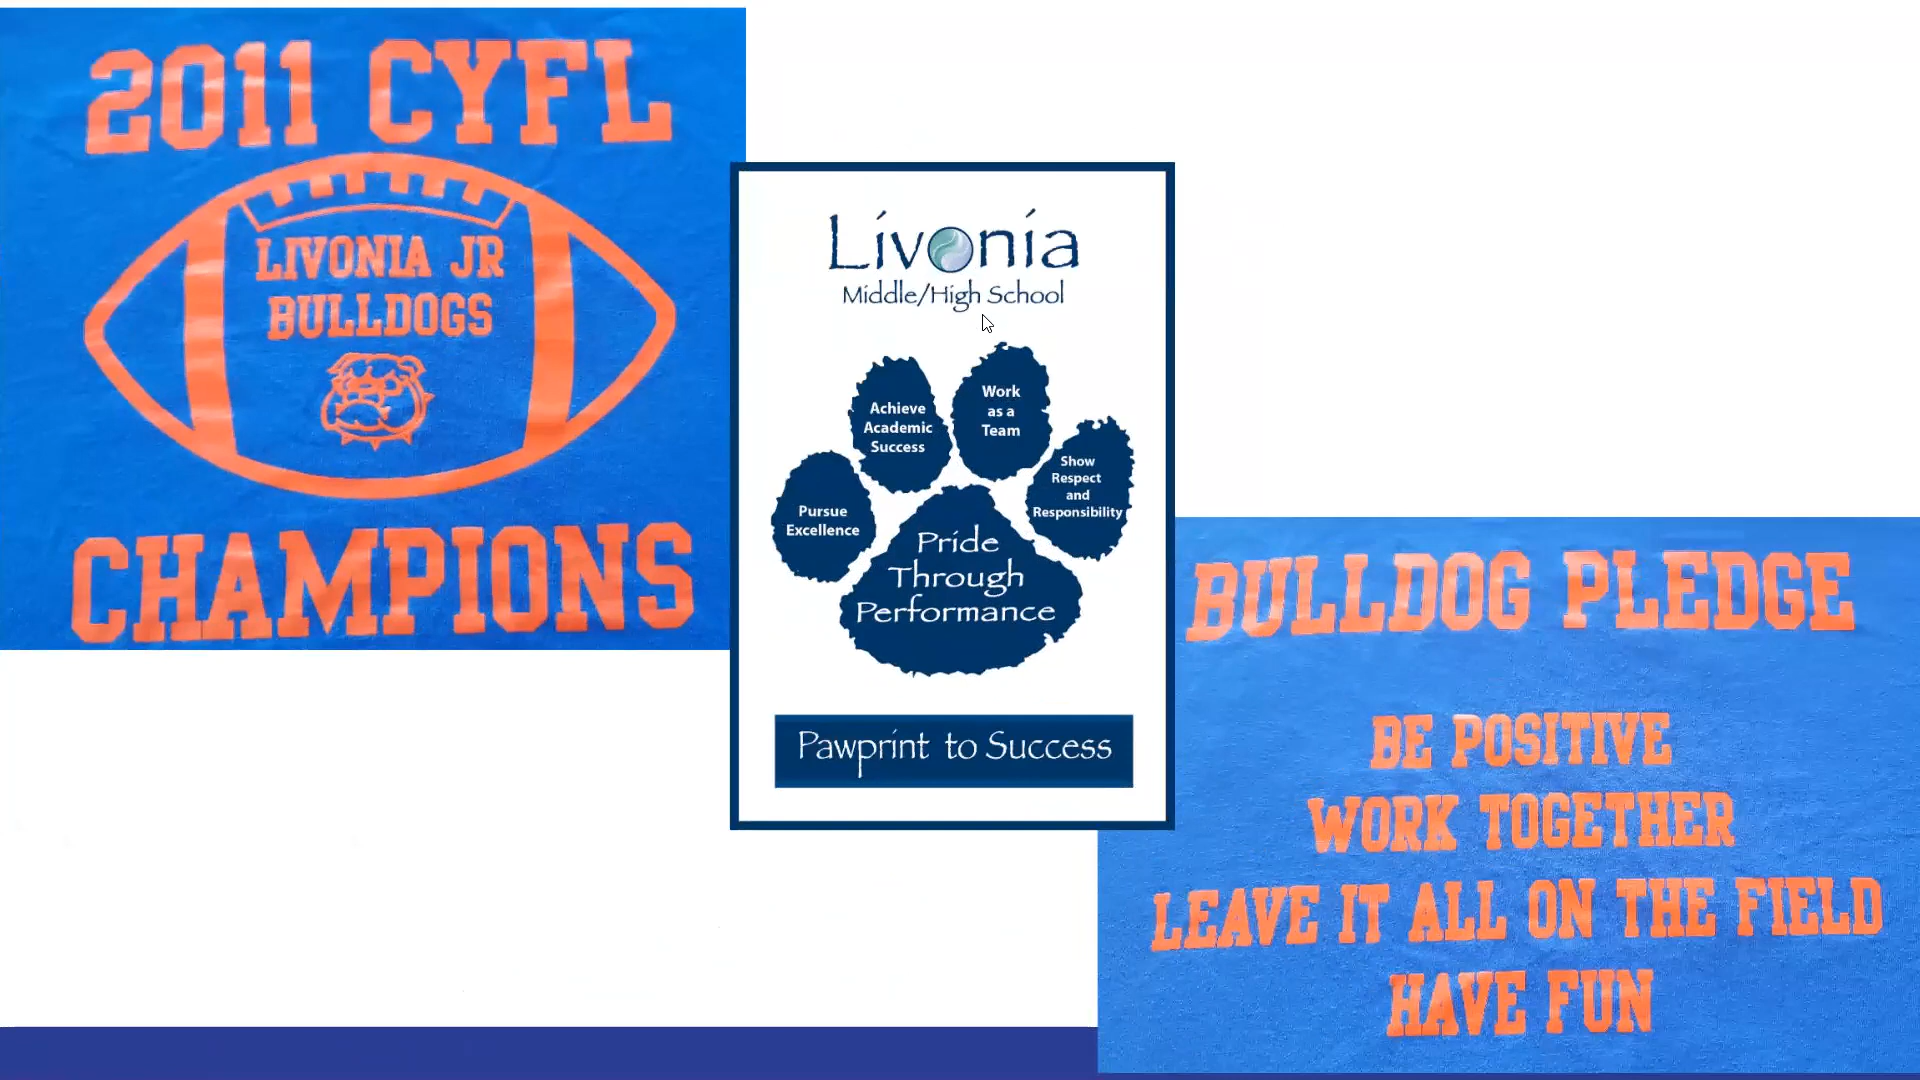 2011 CYFL
LIVONIA JR
BULLDOGS
CHAMPIONS
Livonia
Middle/High School
Achieve
Academic
Success
Work
as a
Team
Show
Respect
and
Responsibility
Pursue
Excellence
Pride
Through
Performance
Pawprint to Success
BULLDOG PLEDGE
BE POSITIVE
WORK TOGETHER
LEAVE IT ALL ON THE FIELD
HAVE FUN